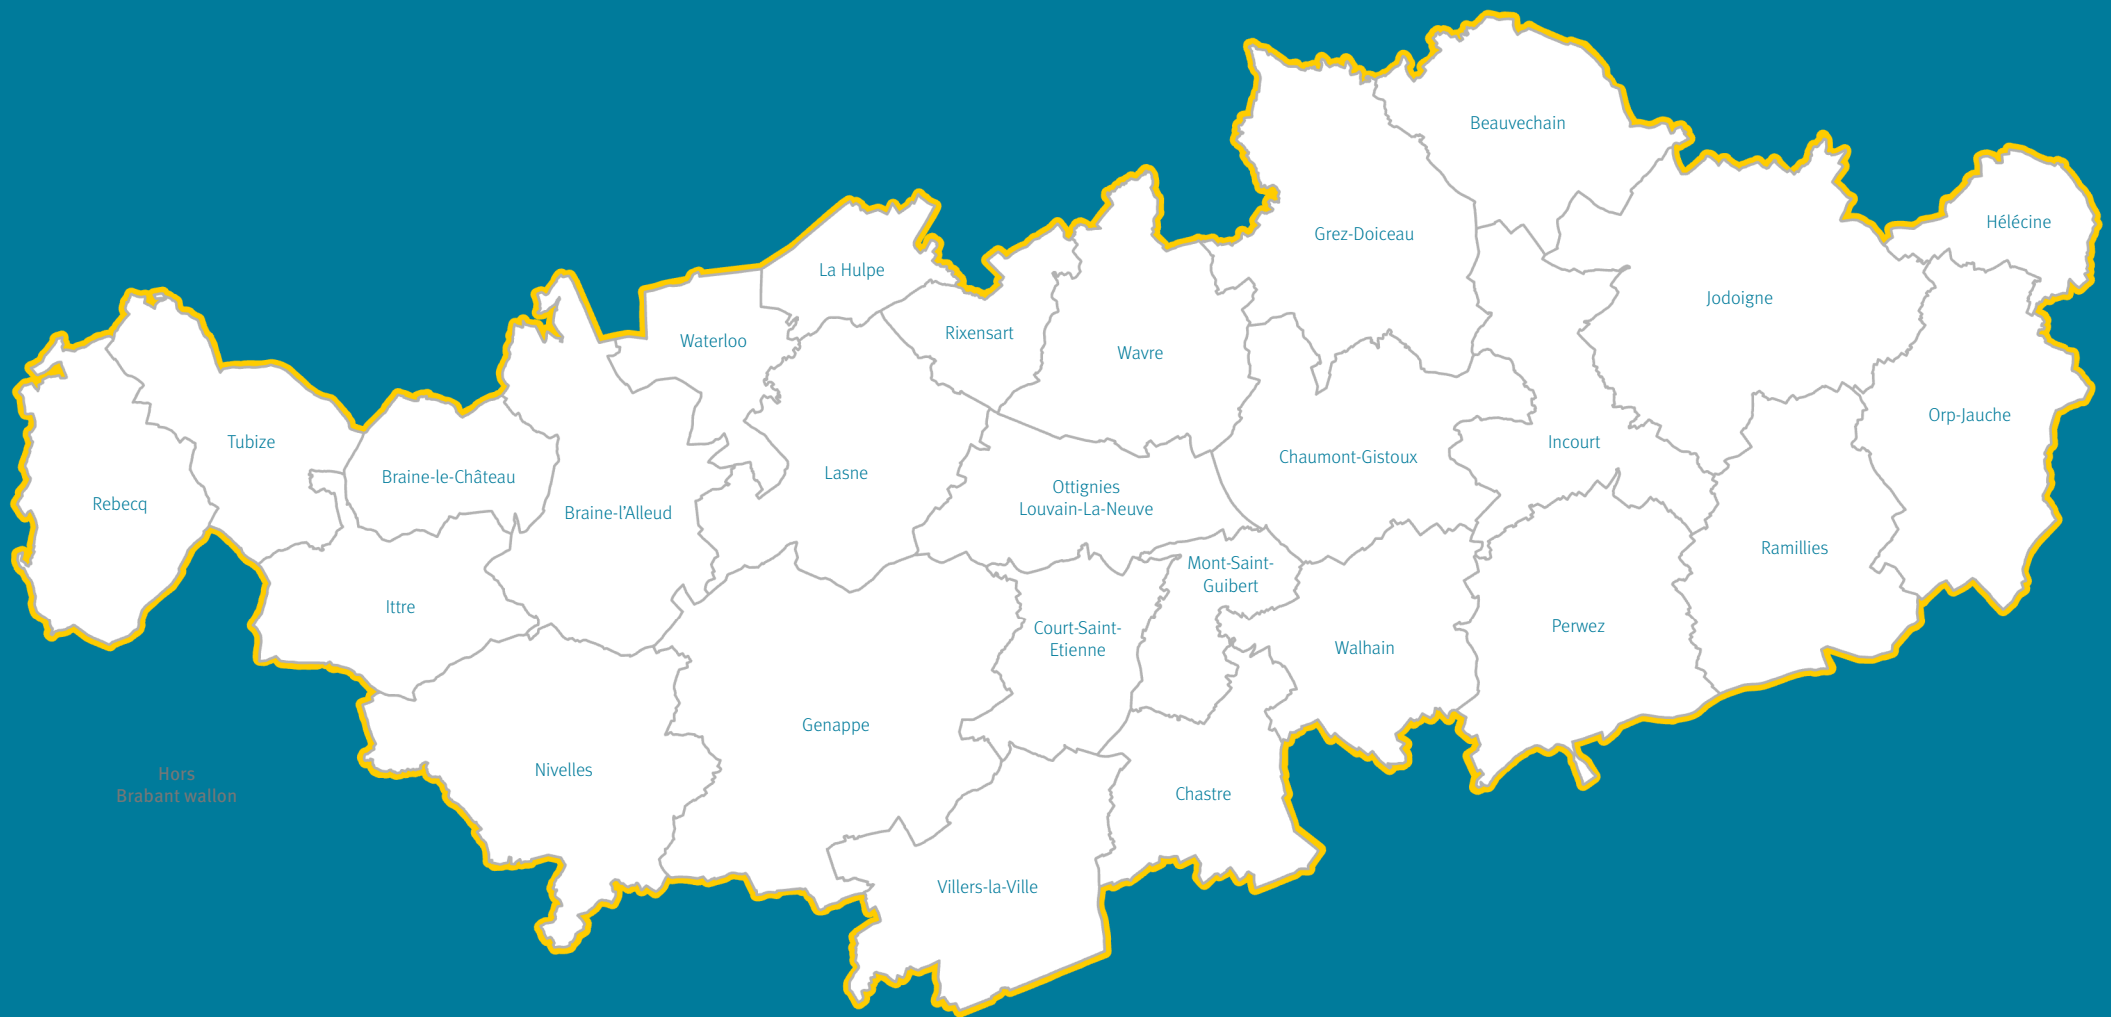 Beauvechain
Hélécine
Grez-Doiceau
La Hulpe
Jodoigne
Rixensart
Waterloo
Wavre
Orp-Jauche
Tubize
Incourt
Chaumont-Gistoux
Braine-le-Château
Lasne
Ottignies
Louvain-La-Neuve
Rebecq
Braine-l’Alleud
Ramillies
Mont-Saint-
Guibert
Ittre
Court-Saint-
Etienne
Perwez
Walhain
Genappe
Nivelles
Hors
Brabant wallon
Chastre
Villers-la-Ville